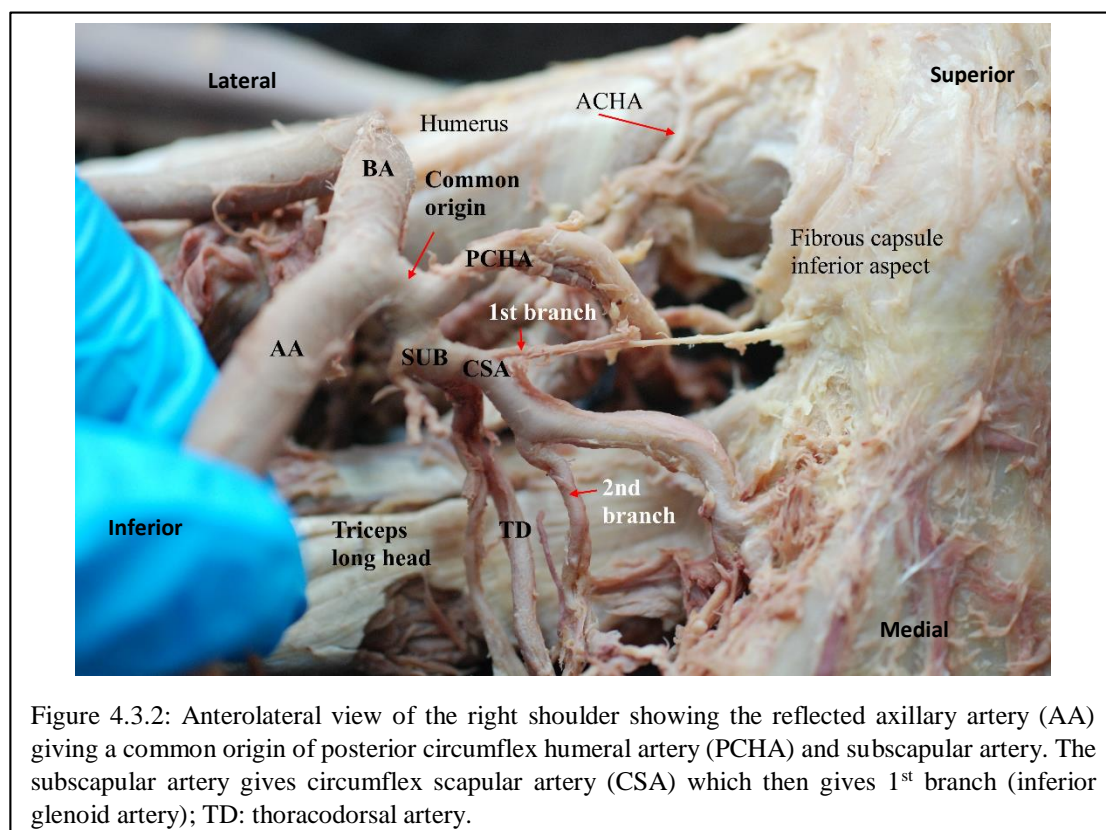 Lateral
Superior
ACHA
Humerus
BA
Common
origin
PCHA
Fibrous capsule
inferior aspect
1st branch
AA
SUB
CSA
2nd
branch
Inferior
Triceps
long head
TD
Medial
Figure 4.3.2: Anterolateral view of the right shoulder showing the reflected axillary artery (AA)
giving a common origin of posterior circumflex humeral artery (PCHA) and subscapular artery. The
subscapular artery gives circumflex scapular artery (CSA) which then gives 1st branch (inferior
glenoid artery); TD: thoracodorsal artery.